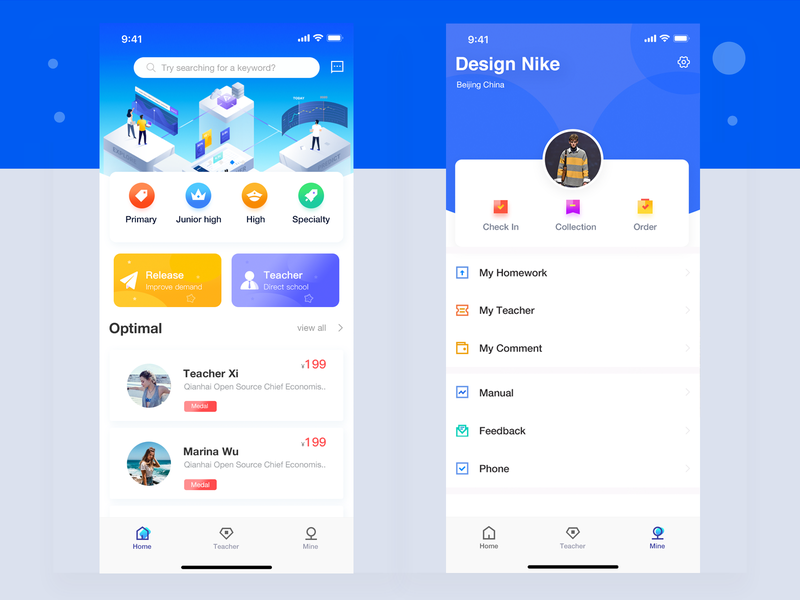 9:41
Try searching for a keyword?
Primary
Junior high
High
Specialty
Release
Improve demand
Teacher
Direct school
Optimal
view all
Teacher Xi
¥199
Qianhai Open Source Chief Economis..
Medal
Marina Wu
¥199
Qianhai Open Source Chief Economis..
Medal
Home
Teacher
Mine
9:41
Design Nike
Beijing China
Check In
Collection
Order
My Homework
My Teacher
My Comment
Manual
Feedback
Phone
Home
Teacher
Mine